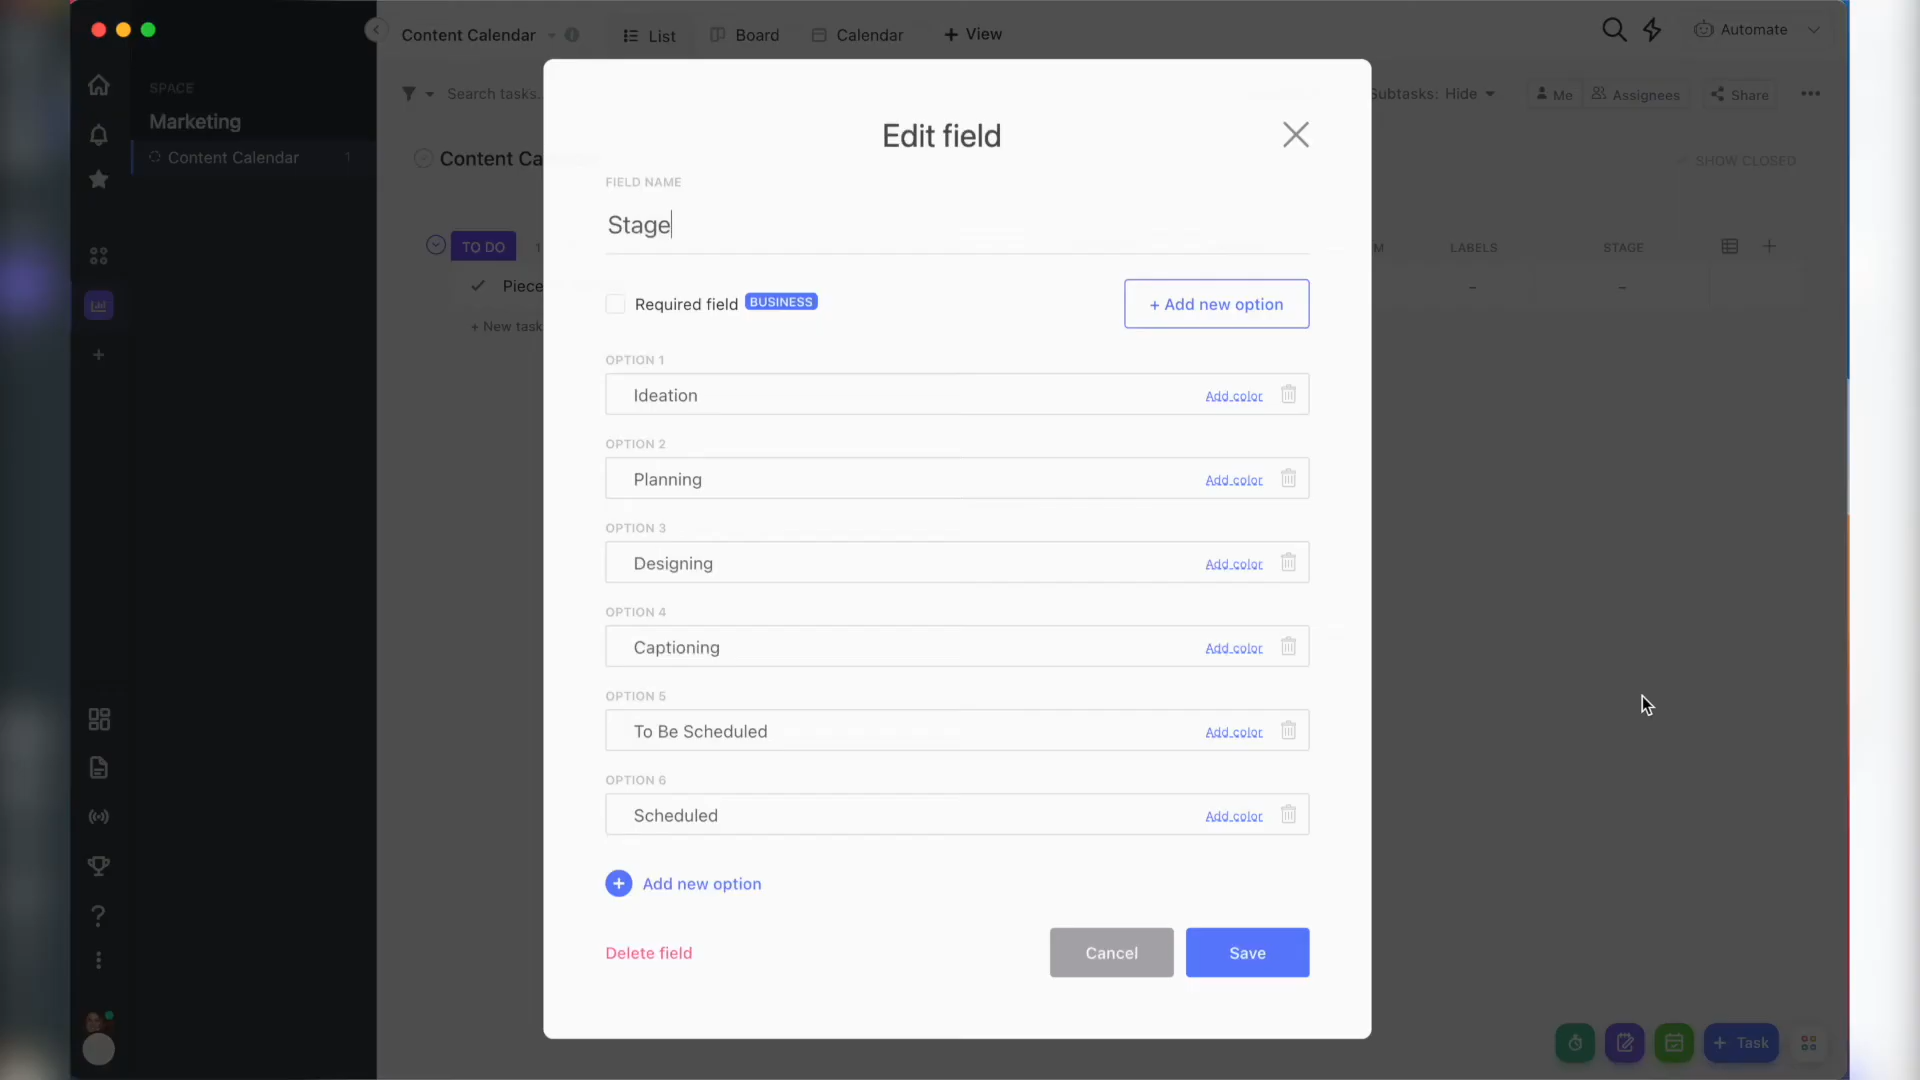 Content Calendar
List
Board
Calendar
+ View
Automate
SPACE
Marketing
Content Calendar 1
Search tasks...
Subtasks: Hide
Me
Assignees
Share
Content Ca
SHOW CLOSED
TO DO 1
LABELS
STAGE
Piece
–
–
+ New task
Edit field
FIELD NAME
Stage
Required field BUSINESS
+ Add new option
OPTION 1
Ideation Add color
OPTION 2
Planning Add color
OPTION 3
Designing Add color
OPTION 4
Captioning Add color
OPTION 5
To Be Scheduled Add color
OPTION 6
Scheduled Add color
+ Add new option
Delete field
Cancel
Save
+ Task